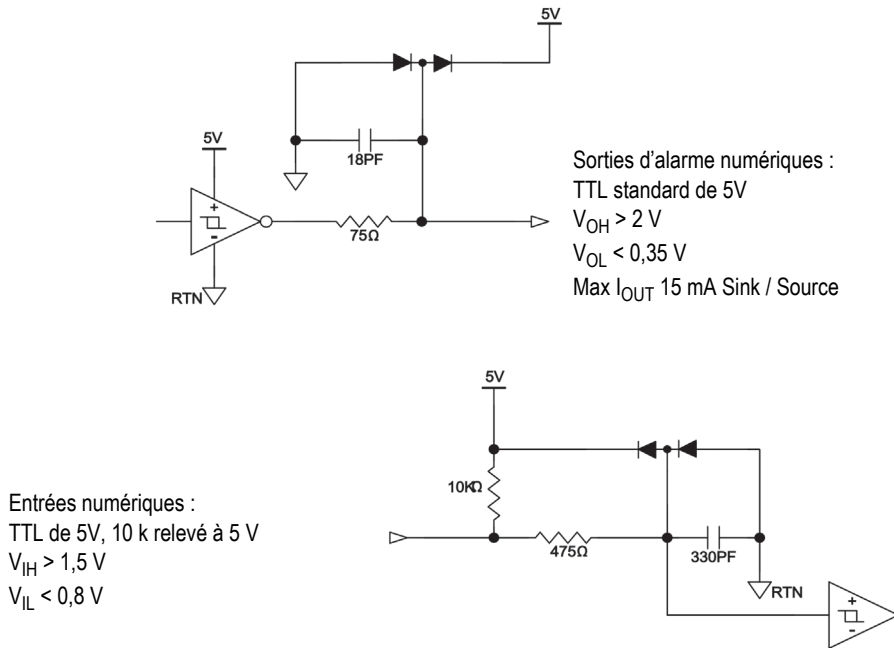 5V
18PF
5V
+
-
75Ω
RTN
Sorties d’alarme numériques :
TTL standard de 5V
VOH > 2 V
VOL < 0,35 V
Max IOUT 15 mA Sink / Source
5V
10KΩ
475Ω
330PF
RTN
+
-
Entrées numériques :
TTL de 5V, 10 k relevé à 5 V
VIH > 1,5 V
VIL < 0,8 V